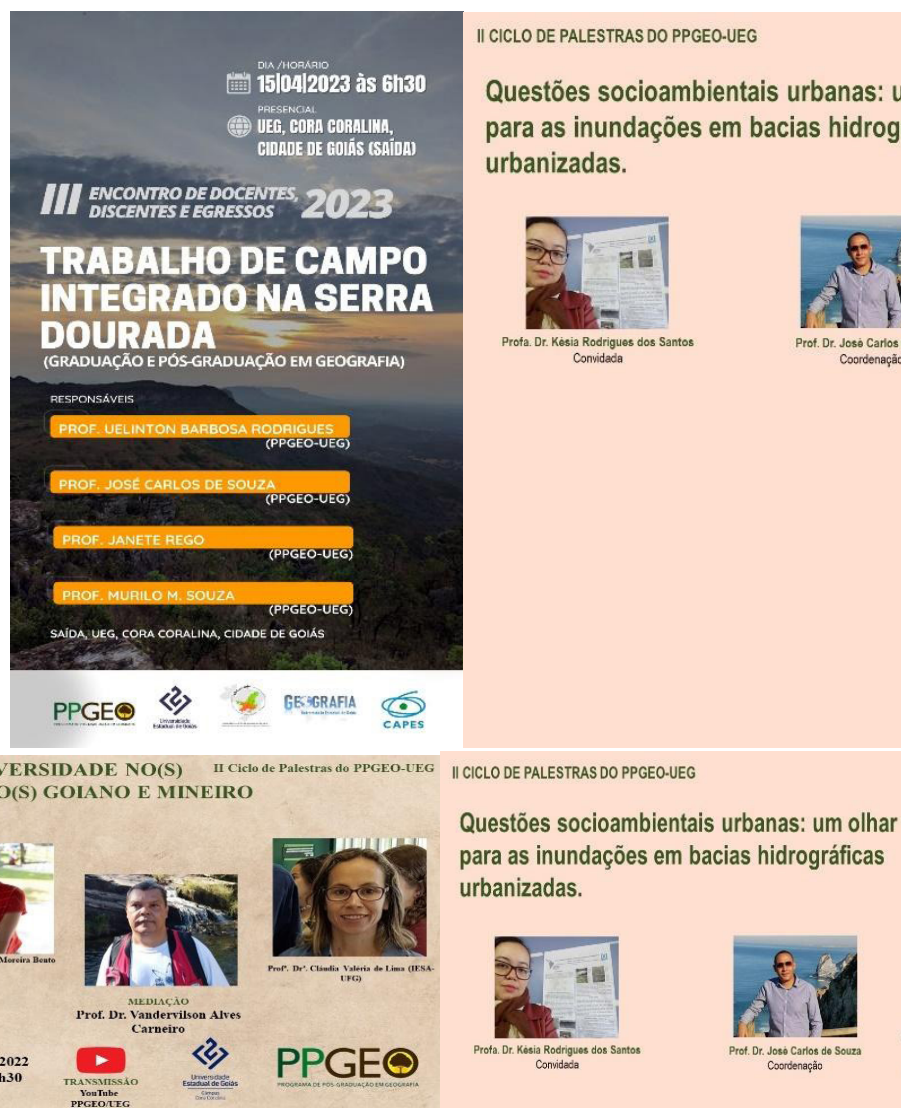 DIA /HORÁRIO
15|04|2023 às 6h30
PRESENCIAL
UEG, CORA CORALINA,
CIDADE DE GOIÁS (SAÍDA)
III ENCONTRO DE DOCENTES,
DISCENTES E EGRESSOS 2023
TRABALHO DE CAMPO
INTEGRADO NA SERRA
DOURADA
(GRADUAÇÃO E PÓS-GRADUAÇÃO EM GEOGRAFIA)
RESPONSÁVEIS
PROF. UELINTON BARBOSA RODRIGUES
(PPGEO-UEG)
PROF. JOSÉ CARLOS DE SOUZA
(PPGEO-UEG)
PROF. JANETE REGO
(PPGEO-UEG)
PROF. MURILO M. SOUZA
(PPGEO-UEG)
SAÍDA, UEG, CORA CORALINA, CIDADE DE GOIÁS
PPGEO
Universidade
Estadual de Goiás
GEOGRAFIA
CAPES
II CICLO DE PALESTRAS DO PPGEO-UEG
Questões socioambientais urbanas: u
para as inundações em bacias hidrog
urbanizadas.
Profa. Dr. Késia Rodrigues dos Santos
Convidada
Prof. Dr. José Carlos
Coordenação
VERSIDADE NO(S)
O(S) GOIANO E MINEIRO
II Ciclo de Palestras do PPGEO-UEG
Moreira Bento
MEDIAÇÃO
Prof. Dr. Vandervilson Alves
Carneiro
Profª. Drª. Cláudia Valéria de Lima (IESA-
UFG)
2022
h30
TRANSMISSÃO
YouTube
PPGEO/UEG
Universidade
Estadual de Goiás
Câmpus
Cora Coralina
PPGEO
PROGRAMA DE PÓS-GRADUAÇÃO EM GEOGRAFIA
II CICLO DE PALESTRAS DO PPGEO-UEG
Questões socioambientais urbanas: um olhar
para as inundações em bacias hidrográficas
urbanizadas.
Profa. Dr. Késia Rodrigues dos Santos
Convidada
Prof. Dr. José Carlos de Souza
Coordenação